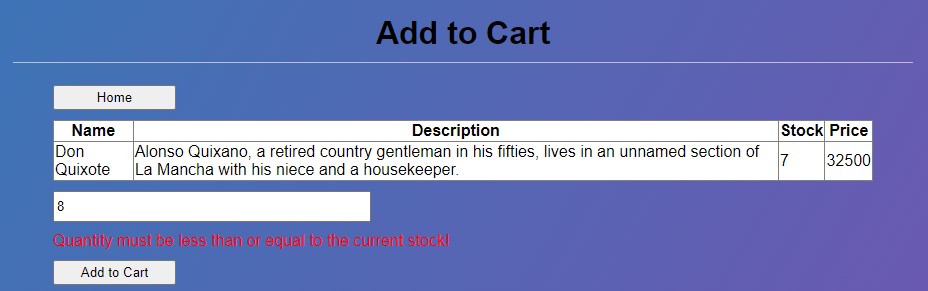 Add to Cart
Home
Name Description Stock Price
Don Quixote Alonso Quixano, a retired country gentleman in his fifties, lives in an unnamed section of La Mancha with his niece and a housekeeper. 7 32500
8
Quantity must be less than or equal to the current stock!
Add to Cart